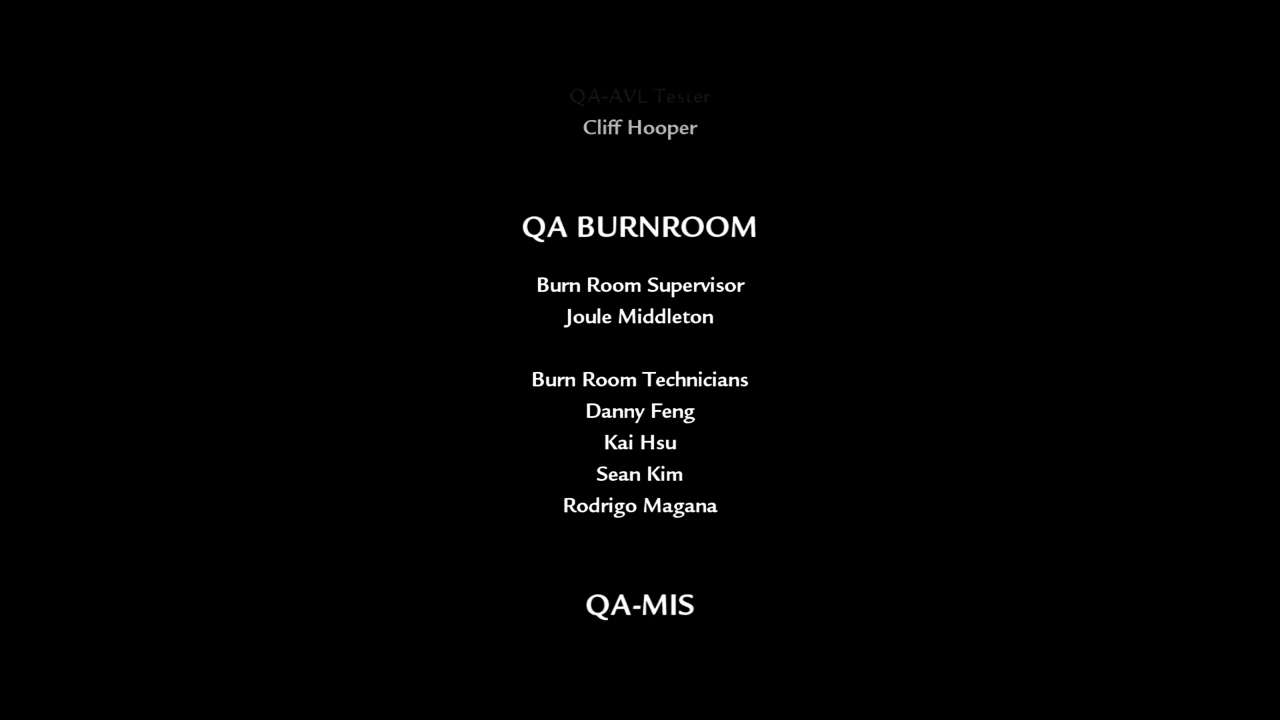 QA-AVL Tester
Cliff Hooper
QA BURNROOM
Burn Room Supervisor
Joule Middleton
Burn Room Technicians
Danny Feng
Kai Hsu
Sean Kim
Rodrigo Magana
QA-MIS